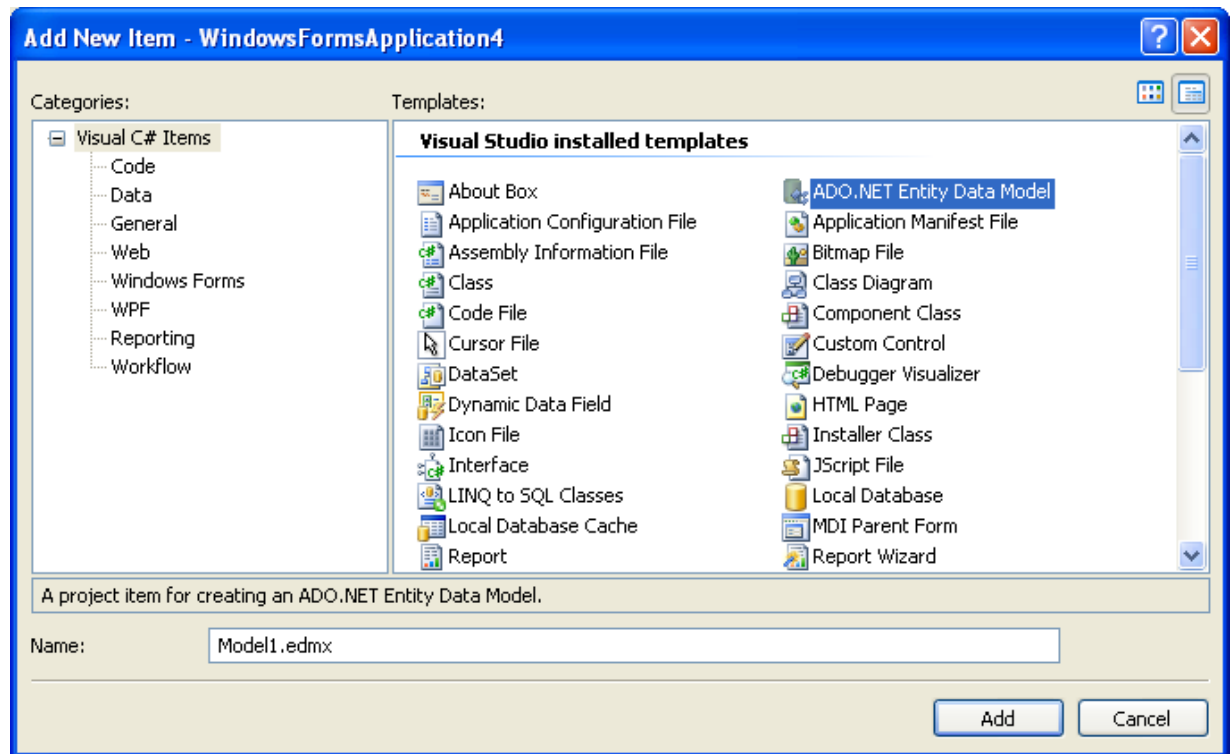 Add New Item - WindowsFormsApplication4
Categories:
Templates:
Visual C# Items
Code
Data
General
Web
Windows Forms
WPF
Reporting
Workflow
Visual Studio installed templates
About Box
ADO.NET Entity Data Model
Application Configuration File
Application Manifest File
Assembly Information File
Bitmap File
Class
Class Diagram
Code File
Component Class
Cursor File
Custom Control
DataSet
Debugger Visualizer
Dynamic Data Field
HTML Page
Icon File
Installer Class
Interface
JScript File
LINQ to SQL Classes
Local Database
Local Database Cache
MDI Parent Form
Report
Report Wizard
A project item for creating an ADO.NET Entity Data Model.
Name:
Model1.edmx
Add
Cancel